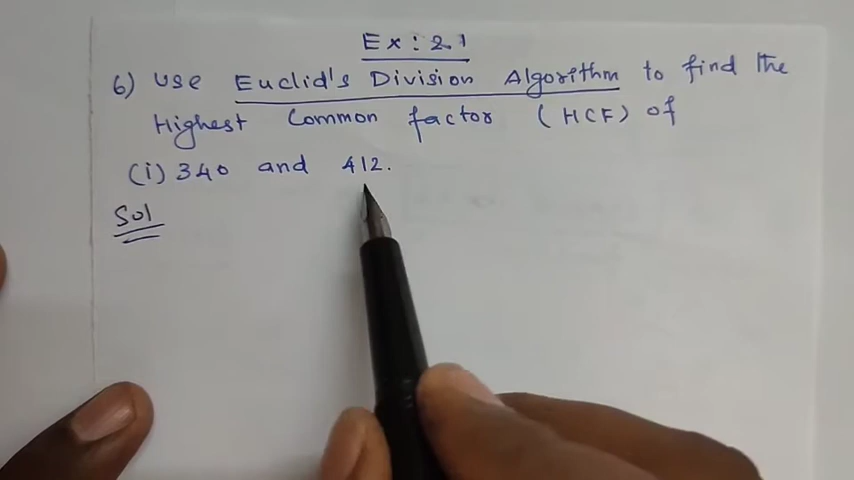 Ex: 2.1
6) use Euclid's Division Algorithm to find the
Highest Common factor (HCF) of
(i) 340 and 412.
Sol